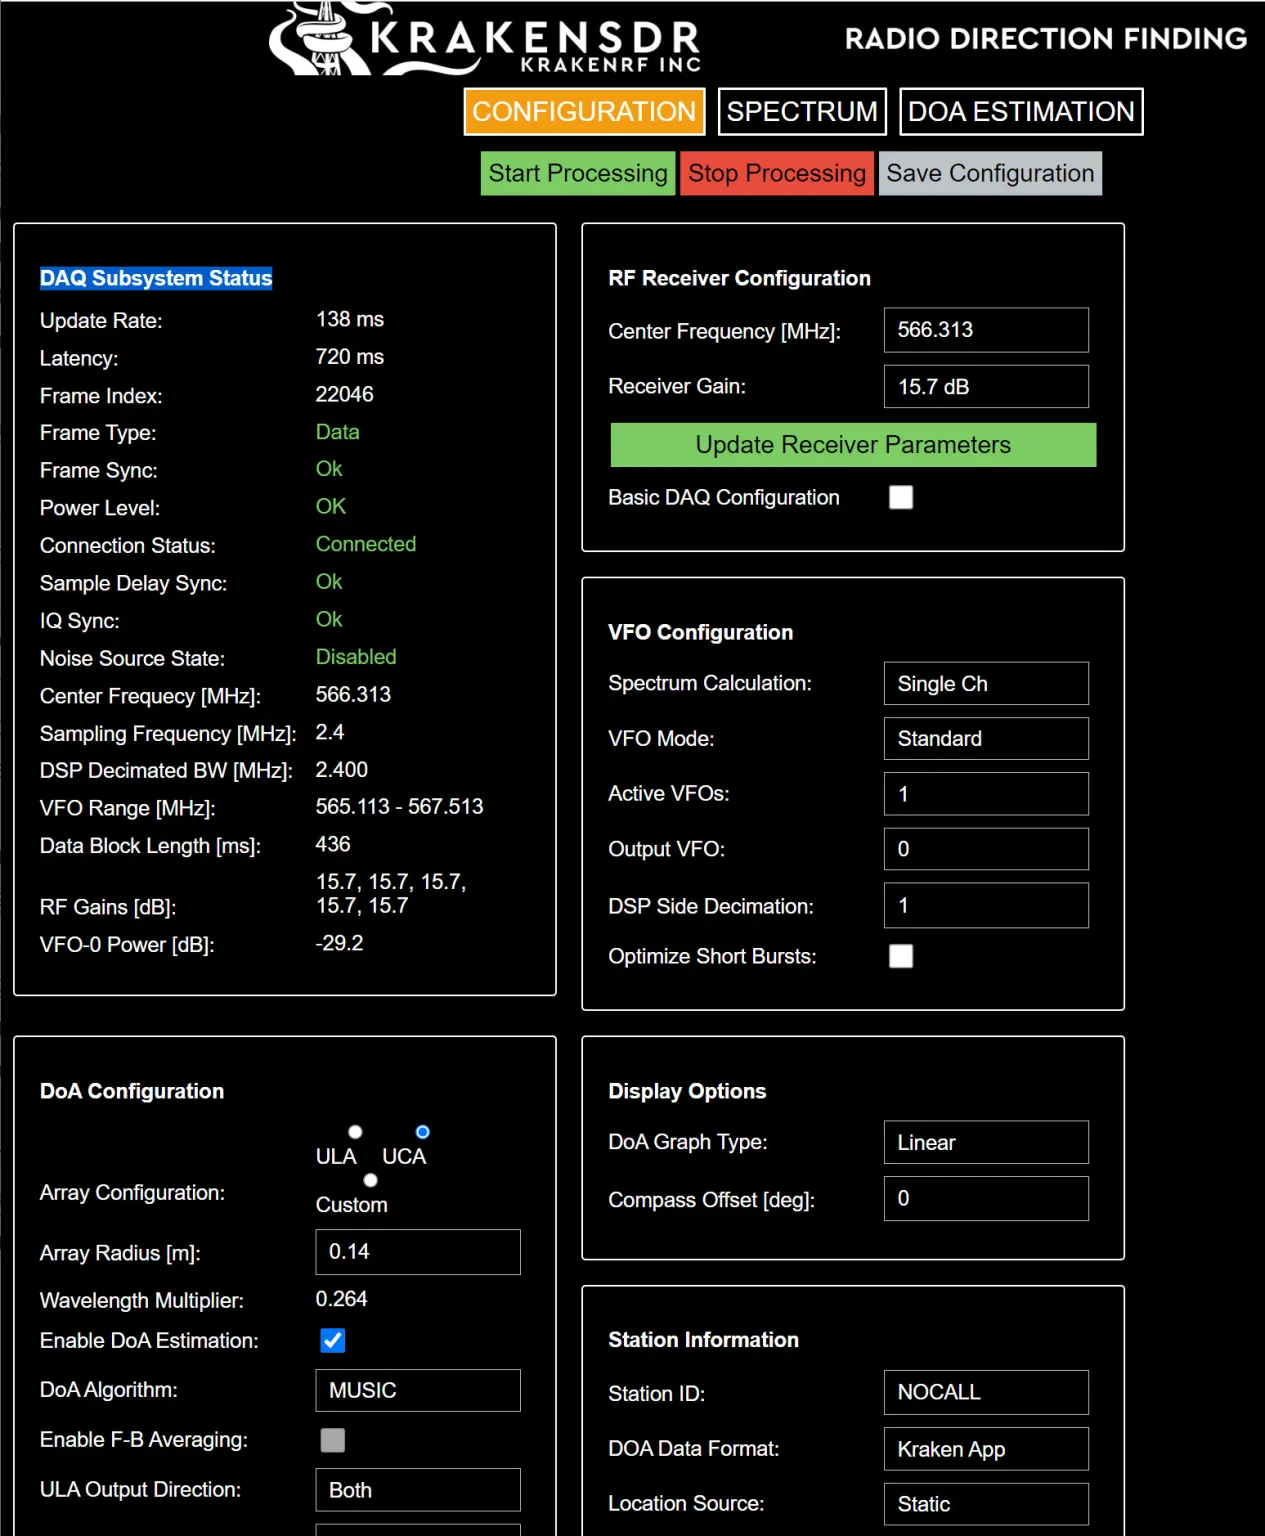 KRAKENSDR
KRAKENRF INC
RADIO DIRECTION FINDING
CONFIGURATION SPECTRUM DOA ESTIMATION
Start Processing Stop Processing Save Configuration
DAQ Subsystem Status
Update Rate: 138 ms
Latency: 720 ms
Frame Index: 22046
Frame Type: Data
Frame Sync: Ok
Power Level: OK
Connection Status: Connected
Sample Delay Sync: Ok
IQ Sync: Ok
Noise Source State: Disabled
Center Frequecy [MHz]: 566.313
Sampling Frequency [MHz]: 2.4
DSP Decimated BW [MHz]: 2.400
VFO Range [MHz]: 565.113 - 567.513
Data Block Length [ms]: 436
RF Gains [dB]: 15.7, 15.7, 15.7,
15.7, 15.7
VFO-0 Power [dB]: -29.2
RF Receiver Configuration
Center Frequency [MHz]: 566.313
Receiver Gain: 15.7 dB
Update Receiver Parameters
Basic DAQ Configuration
VFO Configuration
Spectrum Calculation: Single Ch
VFO Mode: Standard
Active VFOs: 1
Output VFO: 0
DSP Side Decimation: 1
Optimize Short Bursts:
DoA Configuration
Array Configuration: ULA UCA
Custom
Array Radius [m]: 0.14
Wavelength Multiplier: 0.264
Enable DoA Estimation:
DoA Algorithm: MUSIC
Enable F-B Averaging:
ULA Output Direction: Both
Display Options
DoA Graph Type: Linear
Compass Offset [deg]: 0
Station Information
Station ID: NOCALL
DOA Data Format: Kraken App
Location Source: Static